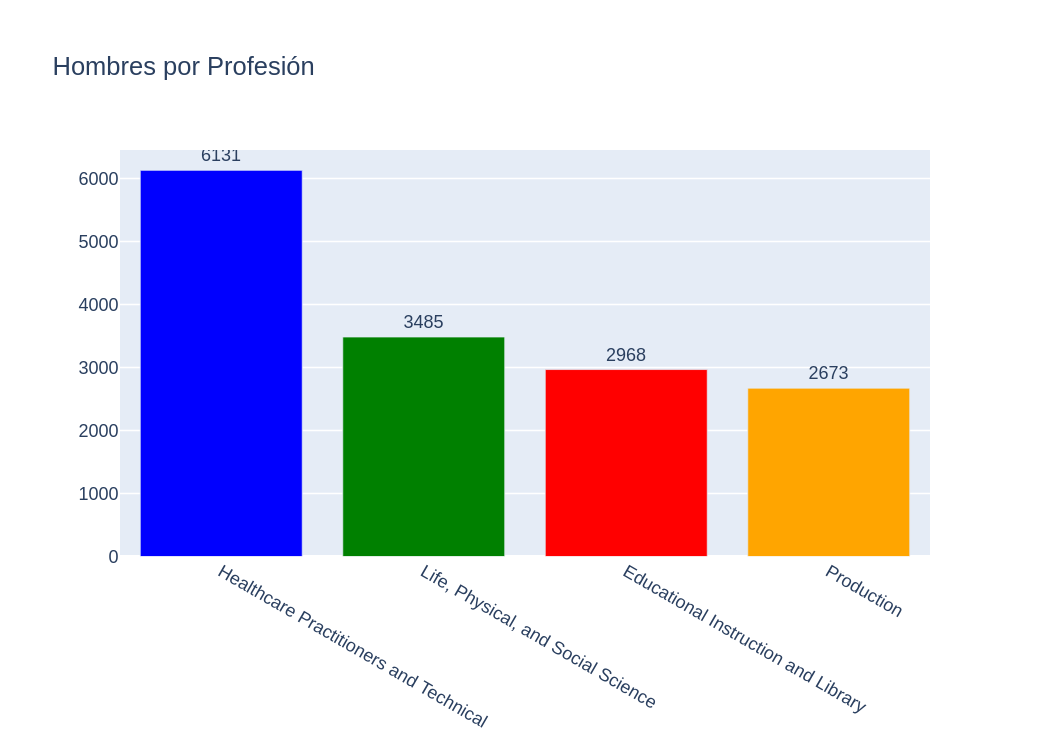 Hombres por Profesión
6131
6000
5000
4000
3485
3000
2968
2673
2000
1000
0
Healthcare Practitioners and Technical
Life, Physical, and Social Science
Educational Instruction and Library
Production